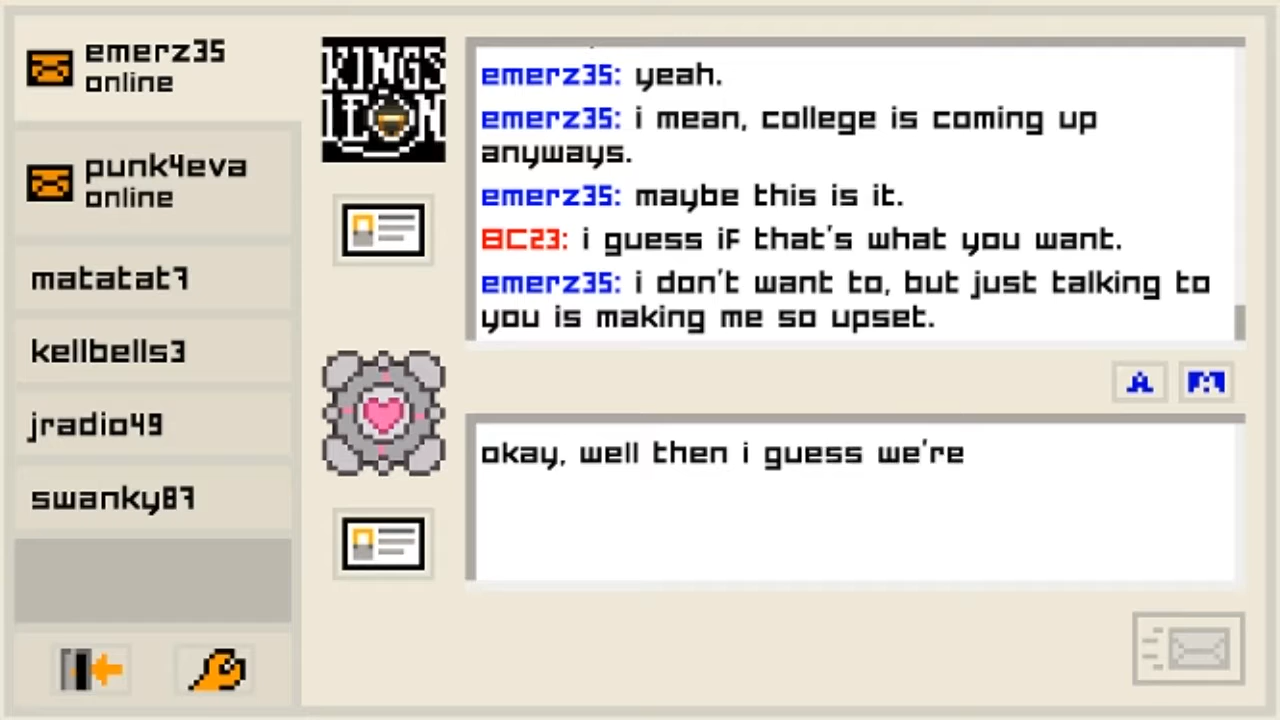 emerz35
online
punk4eva
online
matatat7
kellbells3
jradio49
swanky87
KINGS
emerz35: yeah.
emerz35: i mean, college is coming up
anyways.
emerz35: maybe this is it.
BC23: i guess if that's what you want.
emerz35: i don't want to, but just talking to
you is making me so upset.
A
okay, well then i guess we're